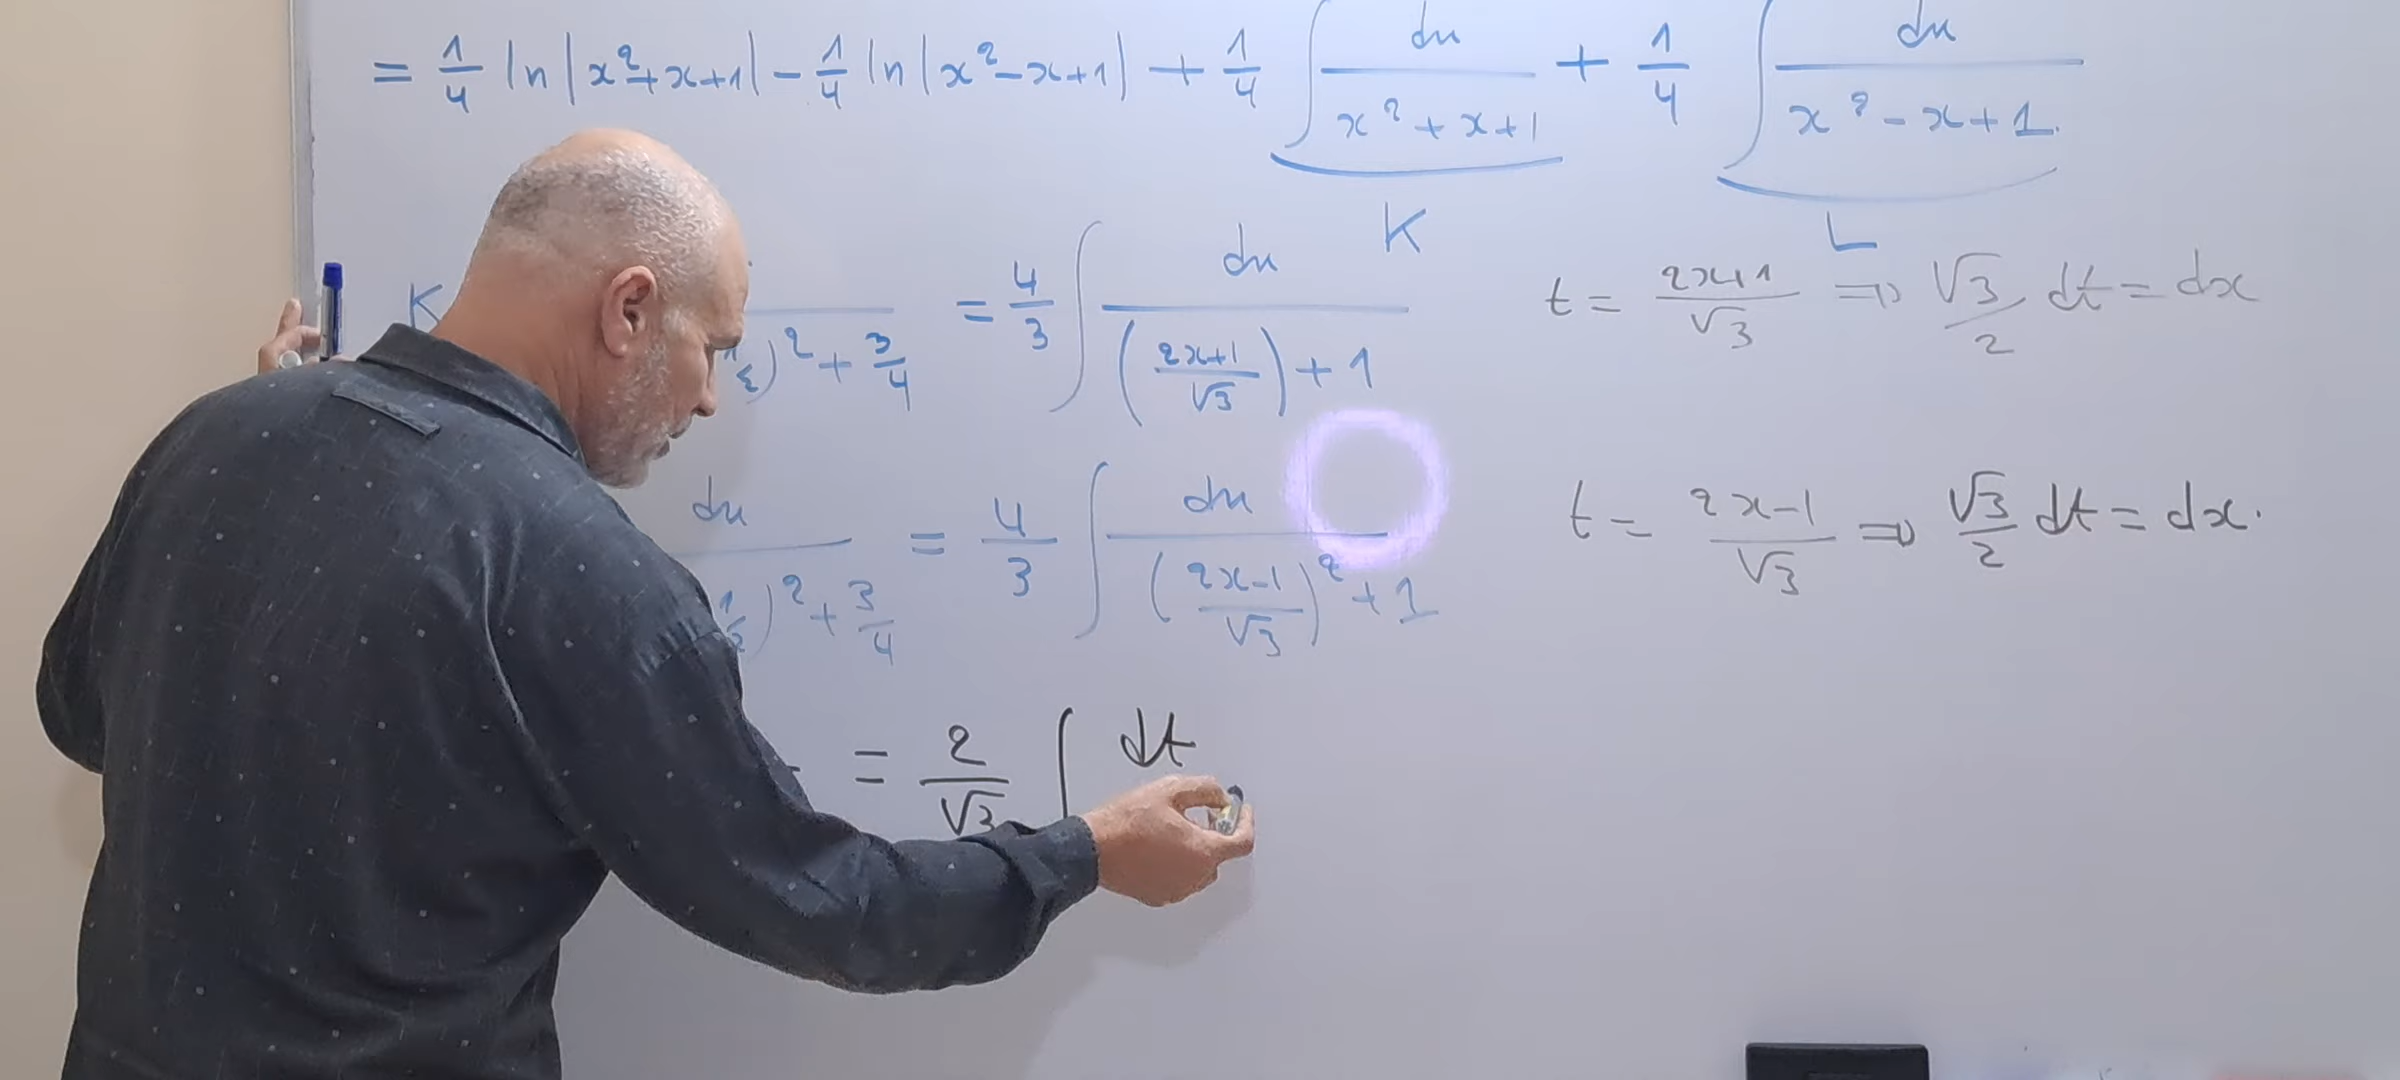 = 1/4 ln|x²+x+1| - 1/4 ln|x²-x+1| + 1/4 ∫ dx/(x²+x+1) + 1/4 ∫ dx/(x²-x+1).
K L
K )² + 3/4 = 4/3 ∫ dx/((2x+1/√3) + 1) t = 2x+1/√3 ⇒ √3/2 dt = dx
dx/( 1/2)² + 3/4 = 4/3 ∫ dx/((2x-1/√3)² + 1) t = 2x-1/√3 ⇒ √3/2 dt = dx.
= 2/√3 ∫ dt